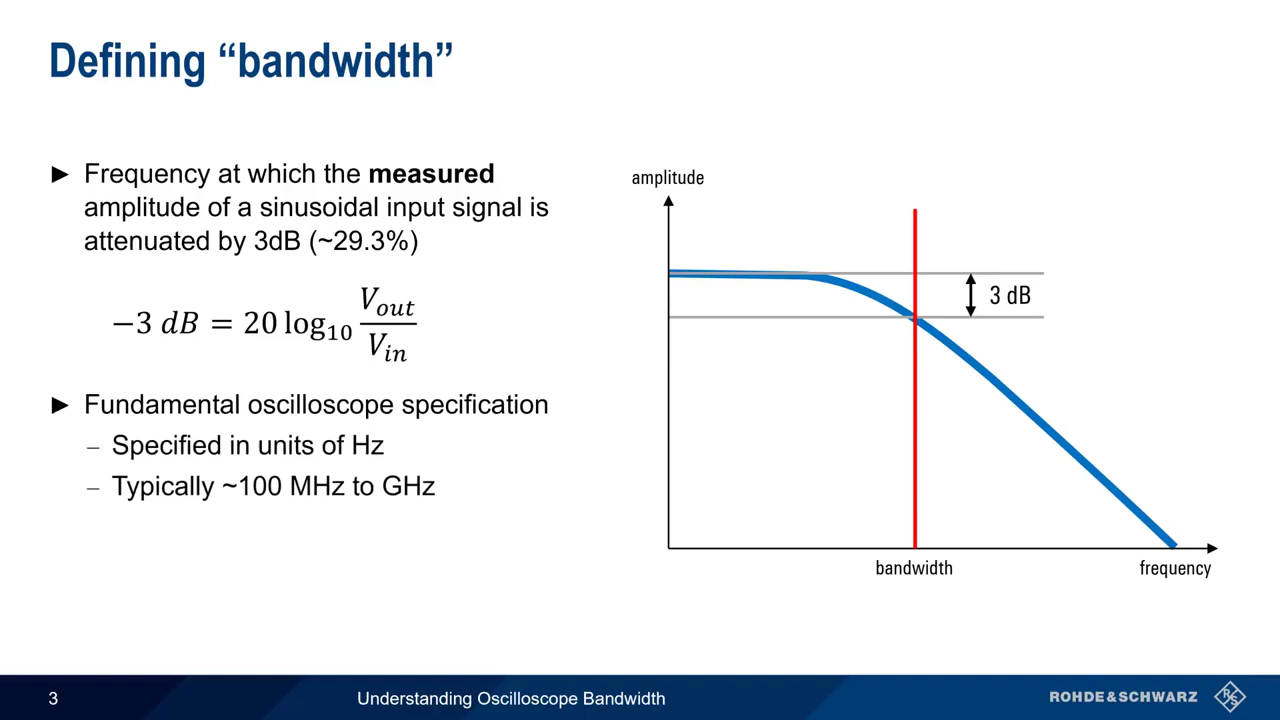 Defining “bandwidth”
► Frequency at which the measured
amplitude of a sinusoidal input signal is
attenuated by 3dB (~29.3%)
−3 dB = 20 log₁₀ V_out / V_in
► Fundamental oscilloscope specification
– Specified in units of Hz
– Typically ~100 MHz to GHz
amplitude
3 dB
bandwidth
frequency
3
Understanding Oscilloscope Bandwidth
ROHDE & SCHWARZ
R&S